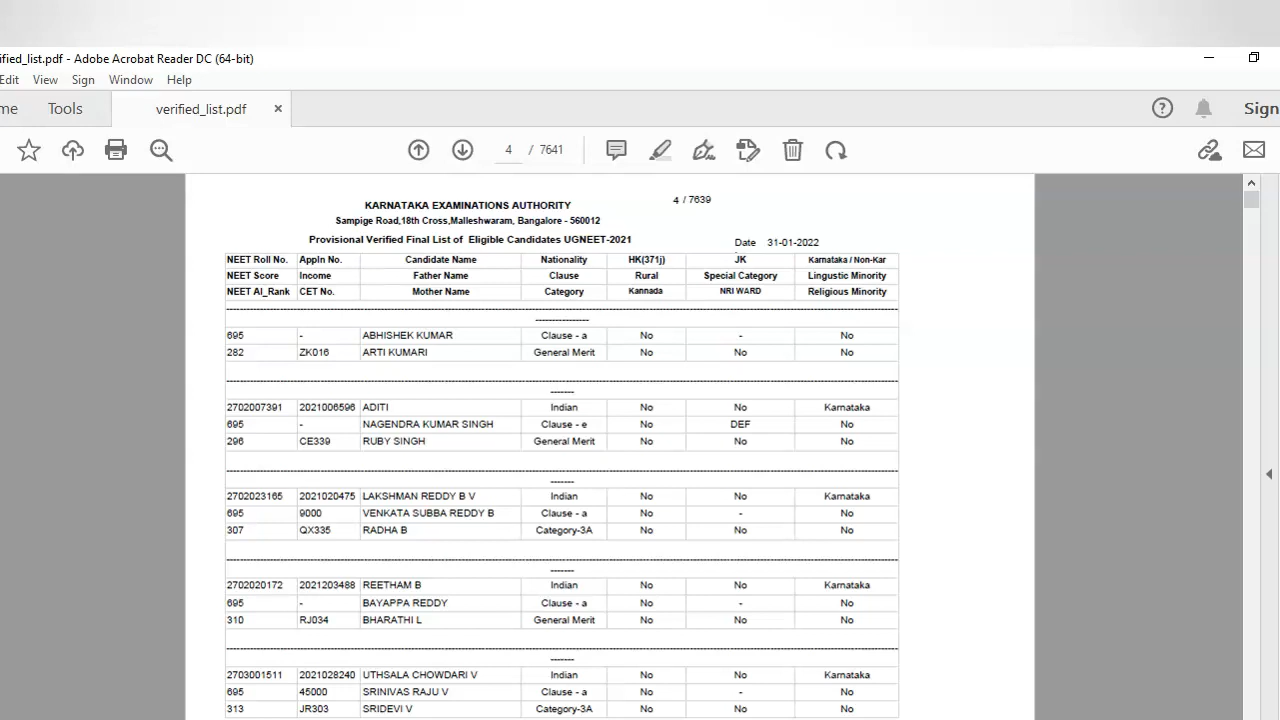 ified_list.pdf - Adobe Acrobat Reader DC (64-bit)
Edit View Sign Window Help
me Tools verified_list.pdf × ? Sign
4 / 7641
4 / 7639
KARNATAKA EXAMINATIONS AUTHORITY
Sampige Road,18th Cross,Malleshwaram, Bangalore - 560012
Provisional Verified Final List of Eligible Candidates UGNEET-2021
Date 31-01-2022
NEET Roll No. Appln No. Candidate Name Nationality HK(371j) JK Karnataka / Non-Kar
NEET Score Income Father Name Clause Rural Special Category Lingustic Minority
NEET AI_Rank CET No. Mother Name Category Kannada NRI WARD Religious Minority
695 - ABHISHEK KUMAR Clause - a No - No
282 ZK016 ARTI KUMARI General Merit No No No
2702007391 2021006596 ADITI Indian No No Karnataka
695 - NAGENDRA KUMAR SINGH Clause - e No DEF No
296 CE339 RUBY SINGH General Merit No No No
2702023165 2021020475 LAKSHMAN REDDY B V Indian No No Karnataka
695 9000 VENKATA SUBBA REDDY B Clause - a No - No
307 QX335 RADHA B Category-3A No No No
2702020172 2021203488 REETHAM B Indian No No Karnataka
695 - BAYAPPA REDDY Clause - a No - No
310 RJ034 BHARATHI L General Merit No No No
2703001511 2021028240 UTHSALA CHOWDARI V Indian No No Karnataka
695 45000 SRINIVAS RAJU V Clause - a No - No
313 JR303 SRIDEVI V Category-3A No No No